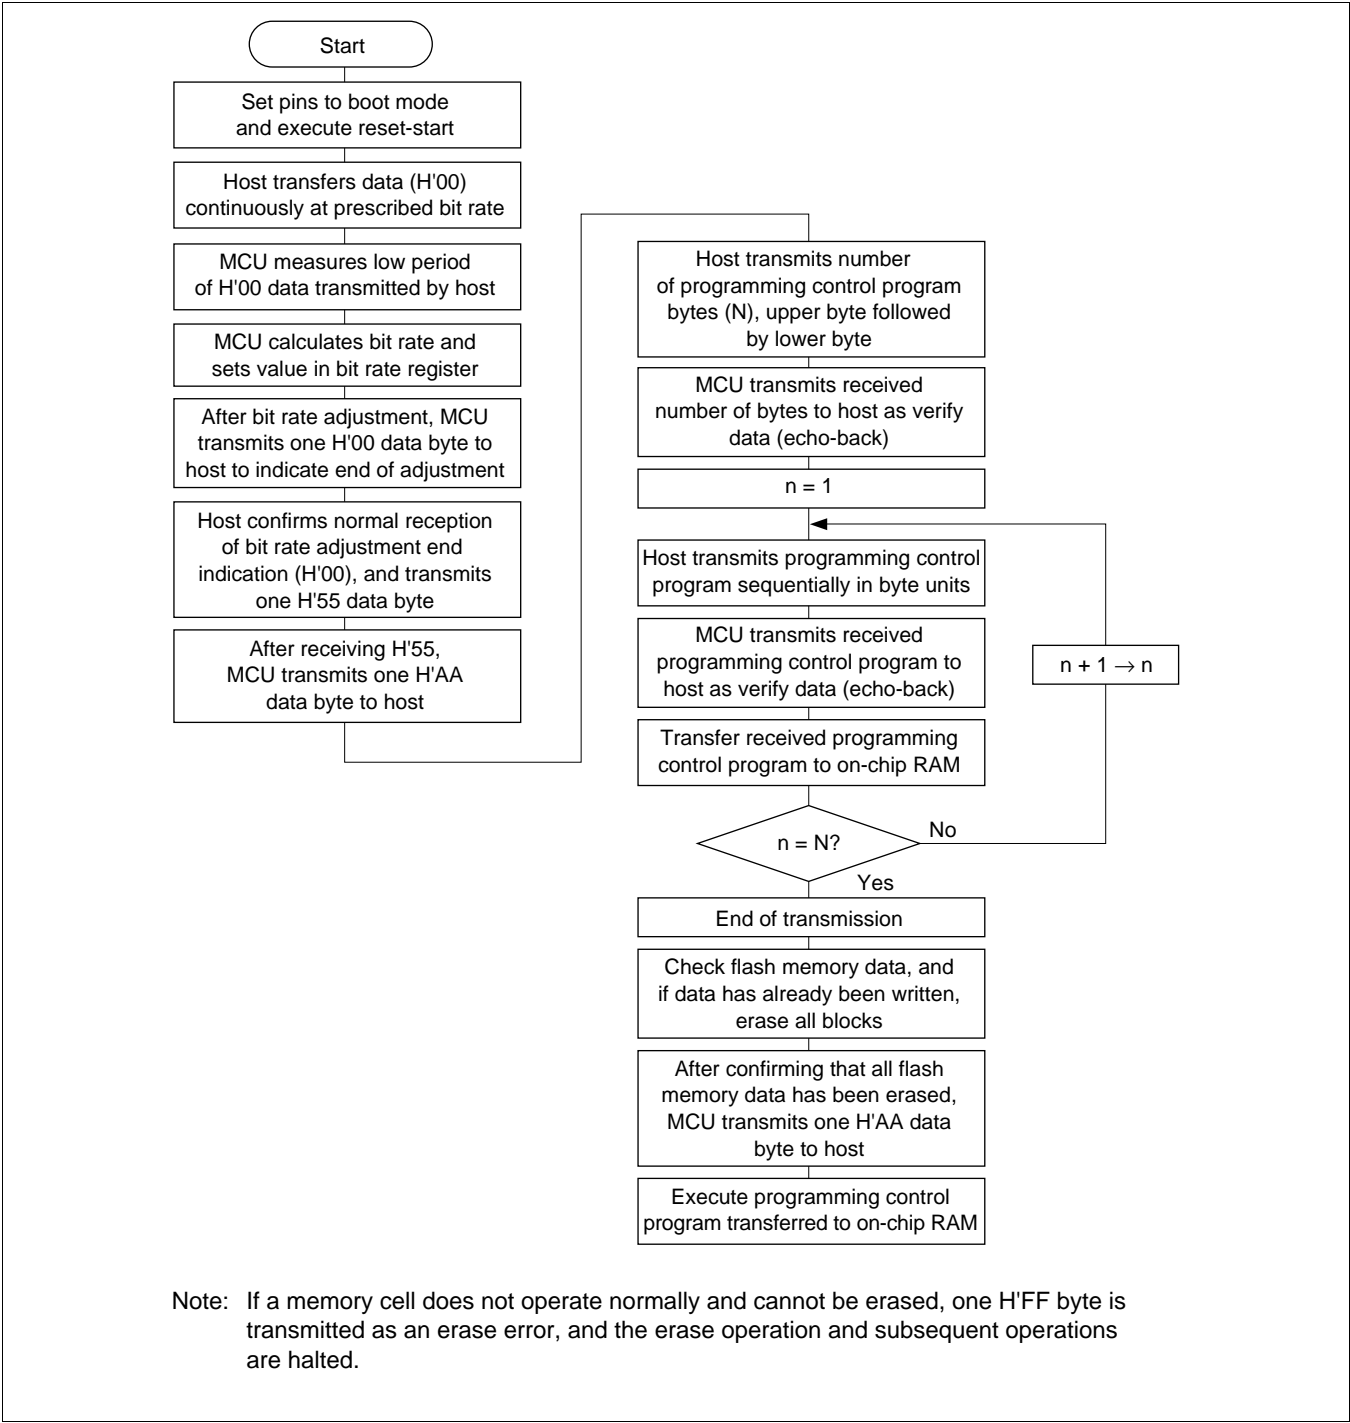 Start
Set pins to boot mode
and execute reset-start
Host transfers data (H'00)
continuously at prescribed bit rate
MCU measures low period
of H'00 data transmitted by host
MCU calculates bit rate and
sets value in bit rate register
After bit rate adjustment, MCU
transmits one H'00 data byte to
host to indicate end of adjustment
Host confirms normal reception
of bit rate adjustment end
indication (H'00), and transmits
one H'55 data byte
After receiving H'55,
MCU transmits one H'AA
data byte to host
Host transmits number
of programming control program
bytes (N), upper byte followed
by lower byte
MCU transmits received
number of bytes to host as verify
data (echo-back)
n = 1
Host transmits programming control
program sequentially in byte units
MCU transmits received
programming control program to
host as verify data (echo-back)
n + 1 → n
Transfer received programming
control program to on-chip RAM
n = N?
No
Yes
End of transmission
Check flash memory data, and
if data has already been written,
erase all blocks
After confirming that all flash
memory data has been erased,
MCU transmits one H'AA data
byte to host
Execute programming control
program transferred to on-chip RAM
Note: If a memory cell does not operate normally and cannot be erased, one H'FF byte is
transmitted as an erase error, and the erase operation and subsequent operations
are halted.